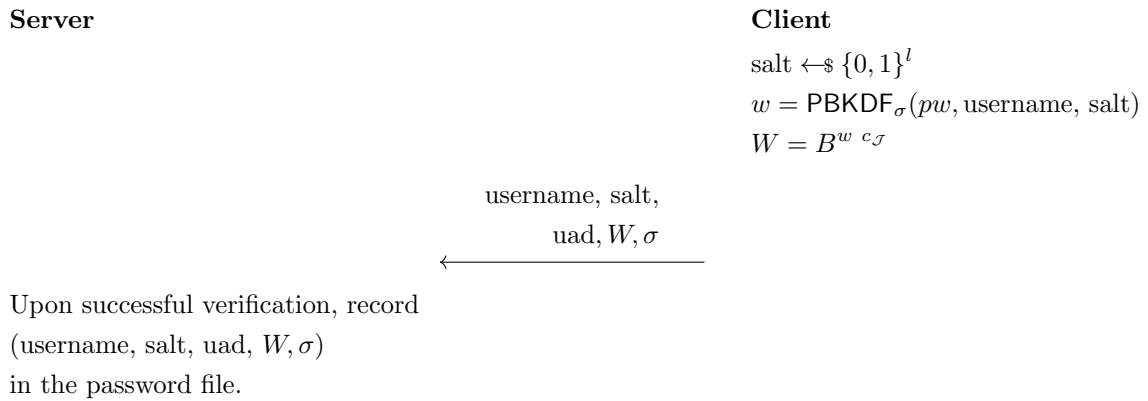 Server
Client
salt ←$ {0, 1}^l
w = PBKDF_σ(pw, username, salt)
W = B^{w c_𝒥}
username, salt,
uad, W, σ
Upon successful verification, record
(username, salt, uad, W, σ)
in the password file.